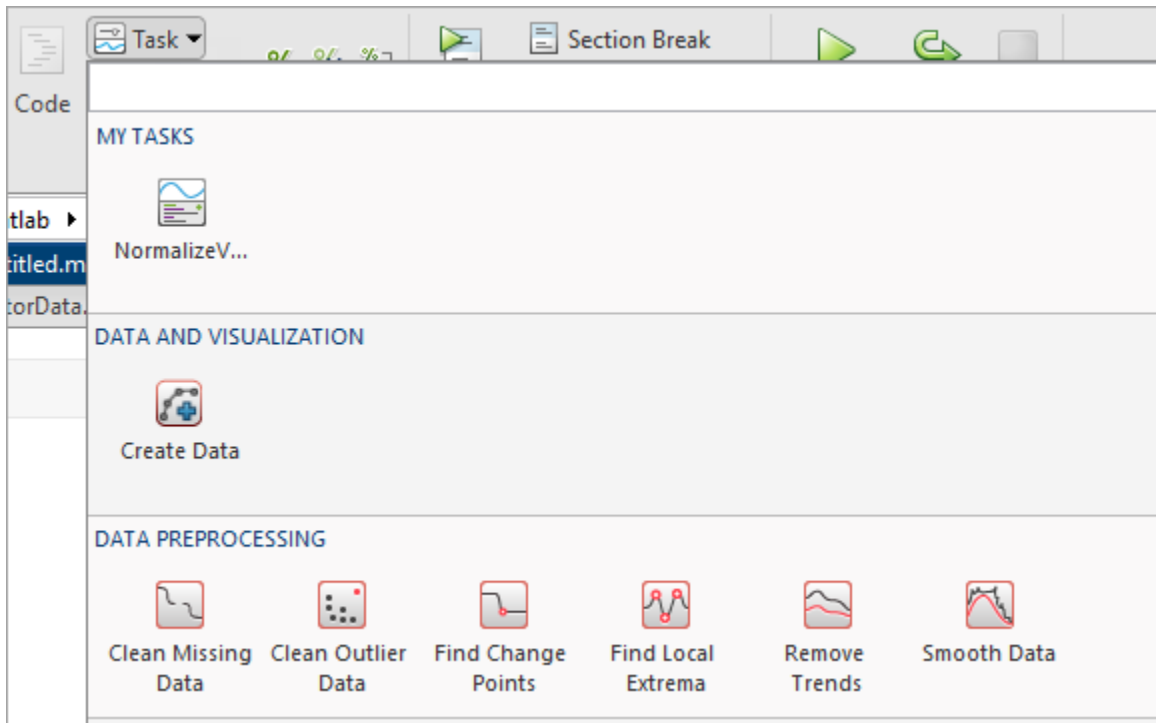 Task
Section Break
Code
MY TASKS
NormalizeV...
tlab
titled.m
torData.
DATA AND VISUALIZATION
Create Data
DATA PREPROCESSING
Clean Missing Data
Clean Outlier Data
Find Change Points
Find Local Extrema
Remove Trends
Smooth Data